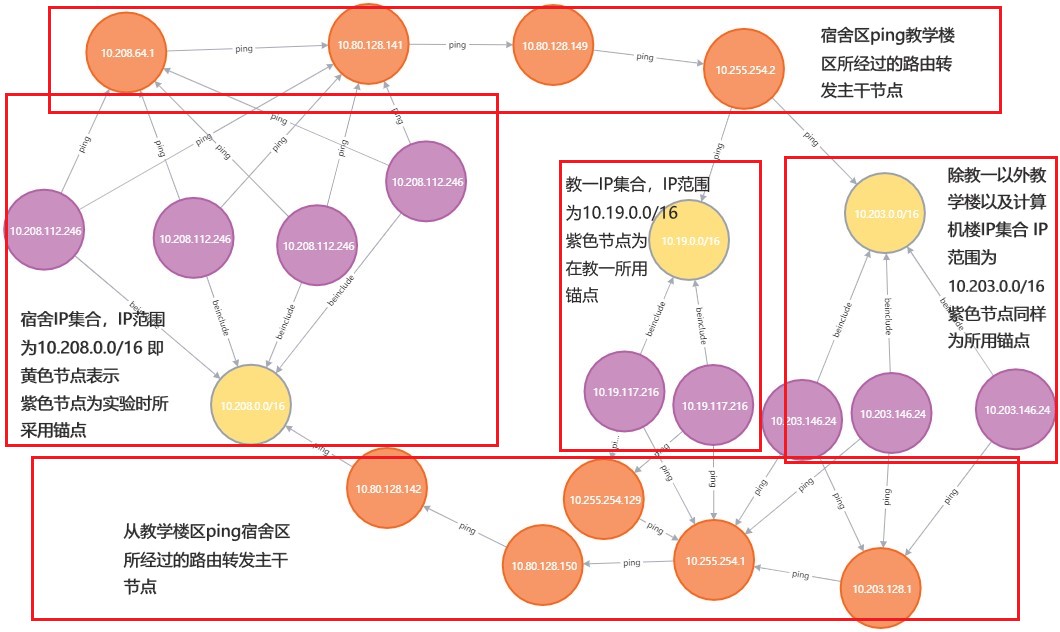 10.208.64.1
ping
10.80.128.141
ping
10.80.128.149
ping
10.255.254.2
宿舍区ping教学楼
区所经过的路由转
发主干节点
ping
ping
ping
ping
ping
ping
ping
ping
ping
ping
10.208.112.246
10.208.112.246
10.208.112.246
10.208.112.246
beinclude
beinclude
beinclude
beinclude
宿舍IP集合，IP范围
为10.208.0.0/16 即
黄色节点表示
紫色节点为实验时所
采用锚点
10.208.0.0/16
教一IP集合，IP范围
为10.19.0.0/16
紫色节点为
在教一所用
锚点
10.19.0.0/16
beinclude
beinclude
10.19.117.216
10.19.117.216
10.203.0.0/16
除教一以外教
学楼以及计算
机楼IP集合 IP
范围为
10.203.0.0/16
紫色节点同样
为所用锚点
beinclude
beinclude
beinclude
10.203.146.24
10.203.146.24
10.203.146.24
ping
10.80.128.142
pi...
ping
ping
ping
ping
ping
ping
ping
ping
10.255.254.129
ping
从教学楼区ping宿舍区
所经过的路由转发主干
节点
ping
10.80.128.150
ping
10.255.254.1
ping
10.203.128.1